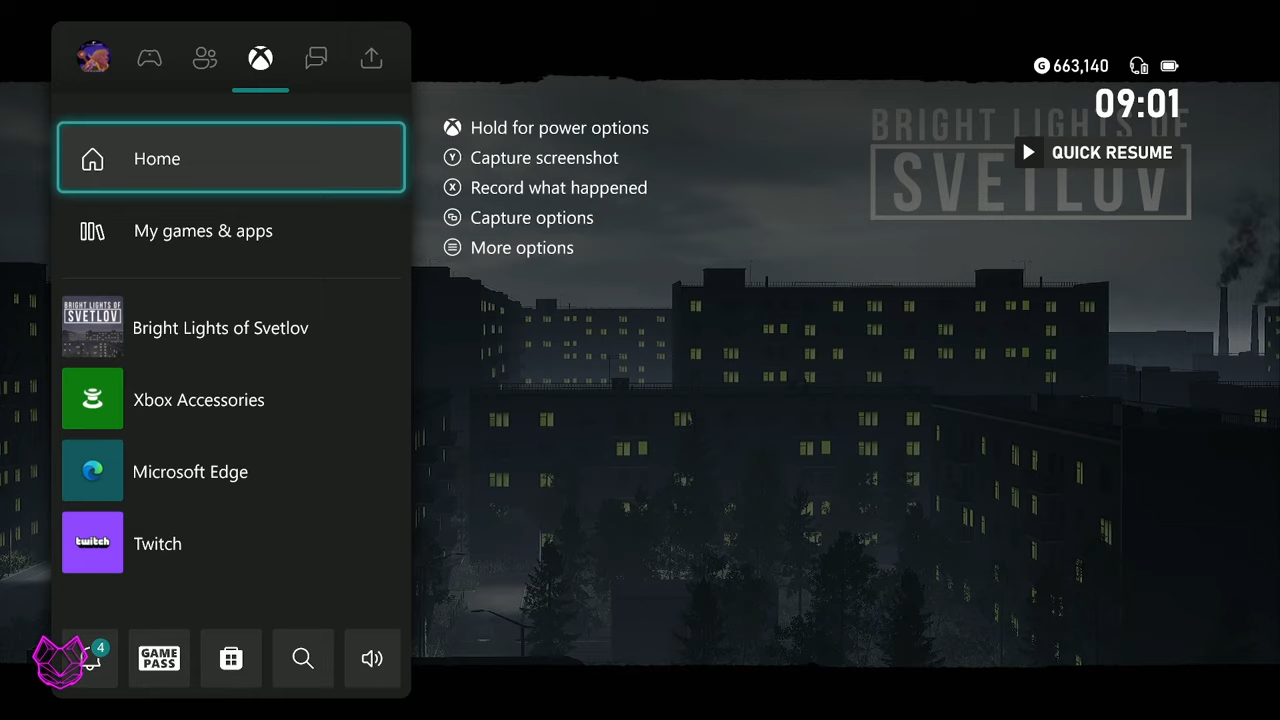 Home
My games & apps
BRIGHT LIGHTS OF
SVETLOV
Bright Lights of Svetlov
Xbox Accessories
Microsoft Edge
twitch
Twitch
4
GAME
PASS
Hold for power options
Y Capture screenshot
X Record what happened
Capture options
More options
G 663,140
09:01
BRIGHT LIGHTS OF
QUICK RESUME
SVETLOV